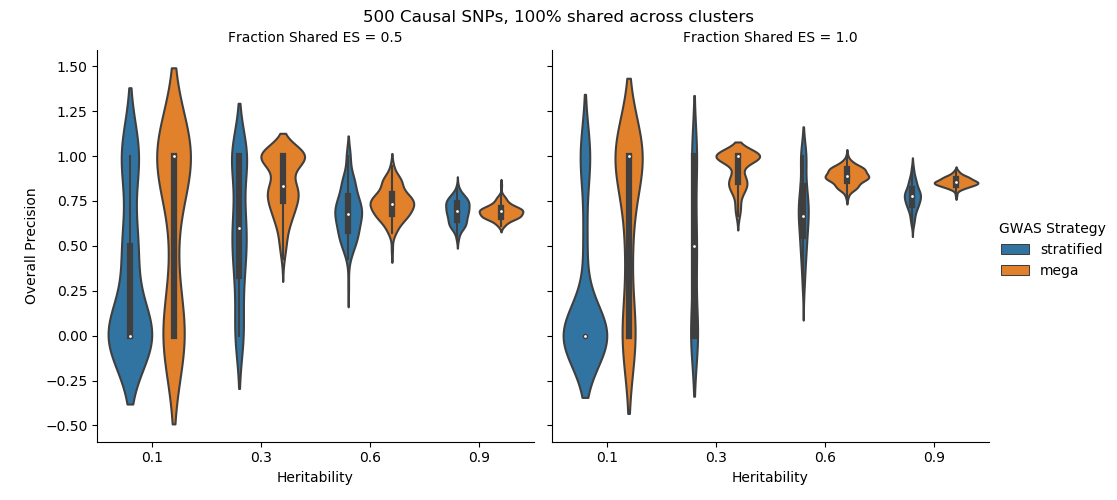 500 Causal SNPs, 100% shared across clusters
Fraction Shared ES = 0.5
Fraction Shared ES = 1.0
1.50
1.25
1.00
0.75
0.50
0.25
0.00
−0.25
−0.50
Overall Precision
0.1
0.3
0.6
0.9
Heritability
0.1
0.3
0.6
0.9
Heritability
GWAS Strategy
stratified
mega